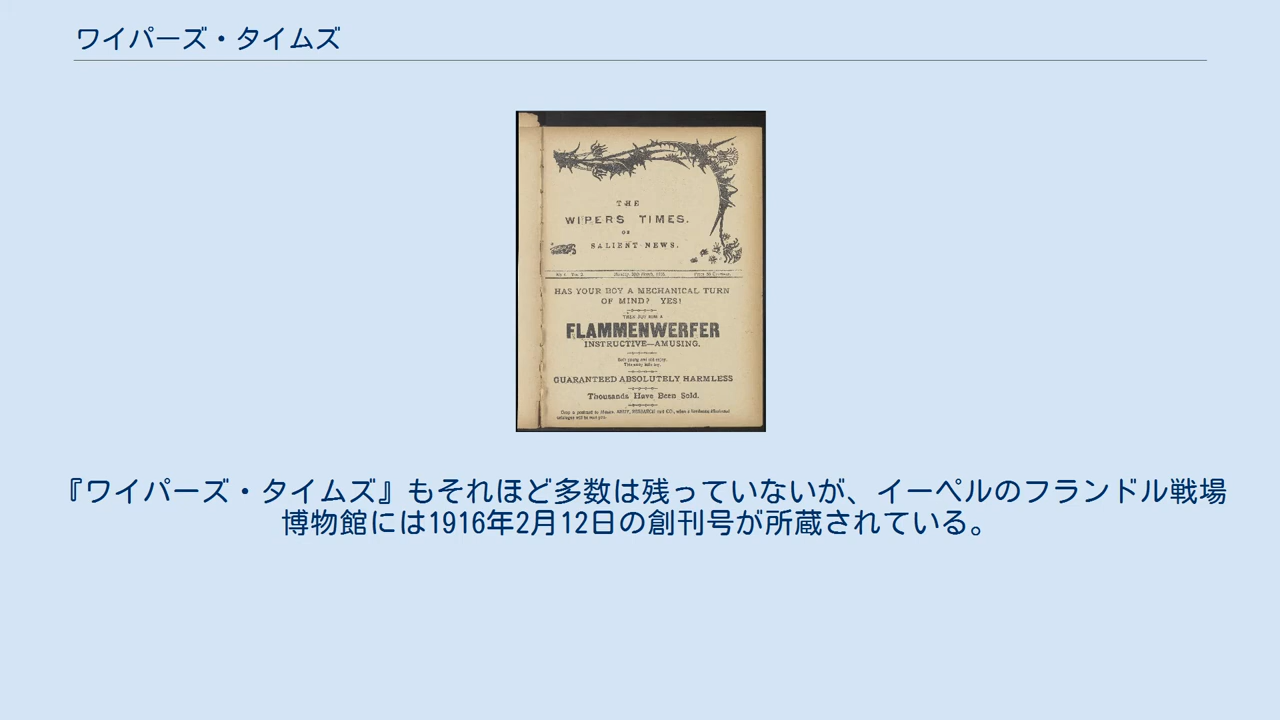 ワイパーズ・タイムズ
THE
WIPERS TIMES.
OR
SALIENT NEWS.
HAS YOUR BOY A MECHANICAL TURN
OF MIND? YES!
FLAMMENWERFER
INSTRUCTIVE—AMUSING.
GUARANTEED ABSOLUTELY HARMLESS
Thousands Have Been Sold.
『ワイパーズ・タイムズ』もそれほど多数は残っていないが、イーペルのフランドル戦場
博物館には1916年2月12日の創刊号が所蔵されている。